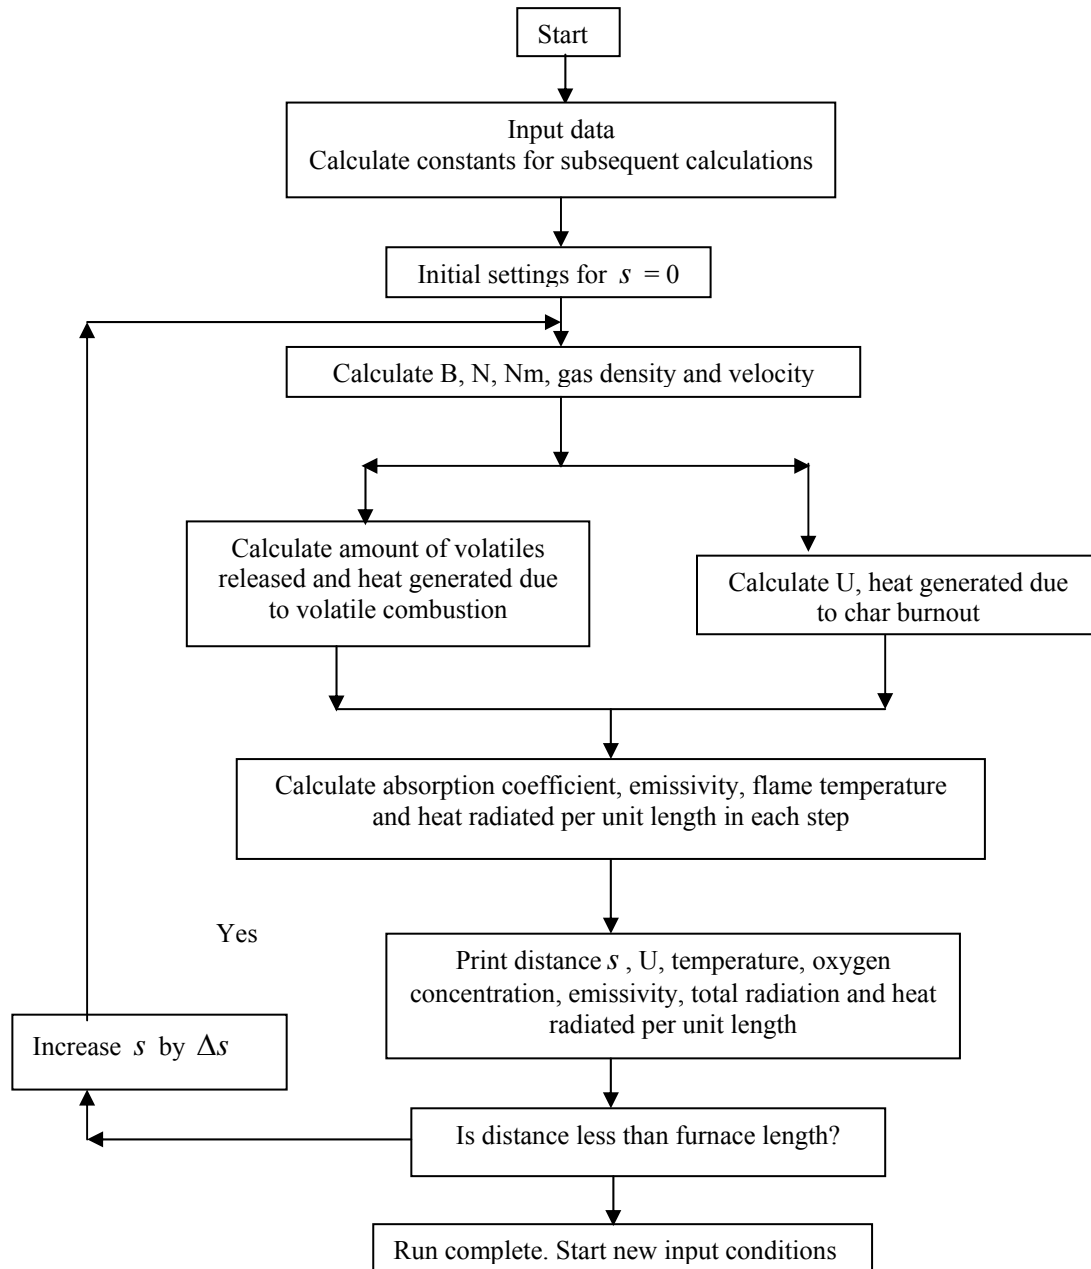 Start
Input data
Calculate constants for subsequent calculations
Initial settings for s = 0
Calculate B, N, Nm, gas density and velocity
Calculate amount of volatiles
released and heat generated due
to volatile combustion
Calculate U, heat generated due
to char burnout
Calculate absorption coefficient, emissivity, flame temperature
and heat radiated per unit length in each step
Yes
Print distance s , U, temperature, oxygen
concentration, emissivity, total radiation and heat
radiated per unit length
Increase s by Δs
Is distance less than furnace length?
Run complete. Start new input conditions